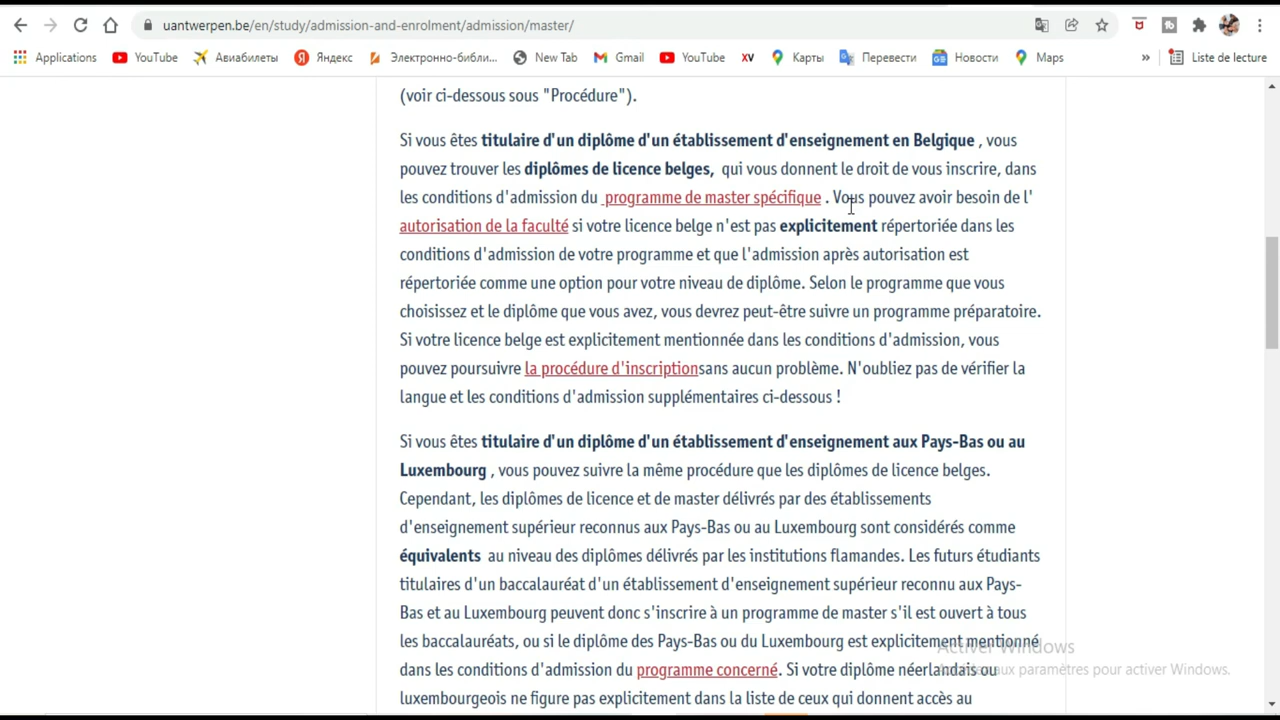 uantwerpen.be/en/study/admission-and-enrolment/admission/master/
Applications YouTube Авиабилеты Яндекс Электронно-библи... New Tab Gmail YouTube XV Карты Перевести Новости Maps » Liste de lecture
(voir ci-dessous sous "Procédure").
Si vous êtes titulaire d'un diplôme d'un établissement d'enseignement en Belgique , vous
pouvez trouver les diplômes de licence belges, qui vous donnent le droit de vous inscrire, dans
les conditions d'admission du programme de master spécifique . Vous pouvez avoir besoin de l'
autorisation de la faculté si votre licence belge n'est pas explicitement répertoriée dans les
conditions d'admission de votre programme et que l'admission après autorisation est
répertoriée comme une option pour votre niveau de diplôme. Selon le programme que vous
choisissez et le diplôme que vous avez, vous devrez peut-être suivre un programme préparatoire.
Si votre licence belge est explicitement mentionnée dans les conditions d'admission, vous
pouvez poursuivre la procédure d'inscriptionsans aucun problème. N'oubliez pas de vérifier la
langue et les conditions d'admission supplémentaires ci-dessous !
Si vous êtes titulaire d'un diplôme d'un établissement d'enseignement aux Pays-Bas ou au
Luxembourg , vous pouvez suivre la même procédure que les diplômes de licence belges.
Cependant, les diplômes de licence et de master délivrés par des établissements
d'enseignement supérieur reconnus aux Pays-Bas ou au Luxembourg sont considérés comme
équivalents au niveau des diplômes délivrés par les institutions flamandes. Les futurs étudiants
titulaires d'un baccalauréat d'un établissement d'enseignement supérieur reconnu aux Pays-
Bas et au Luxembourg peuvent donc s'inscrire à un programme de master s'il est ouvert à tous
les baccalauréats, ou si le diplôme des Pays-Bas ou du Luxembourg est explicitement mentionné
Activer Windows
dans les conditions d'admission du programme concerné. Si votre diplôme néerlandais ou
aux paramètres pour activer Windows.
luxembourgeois ne figure pas explicitement dans la liste de ceux qui donnent accès au